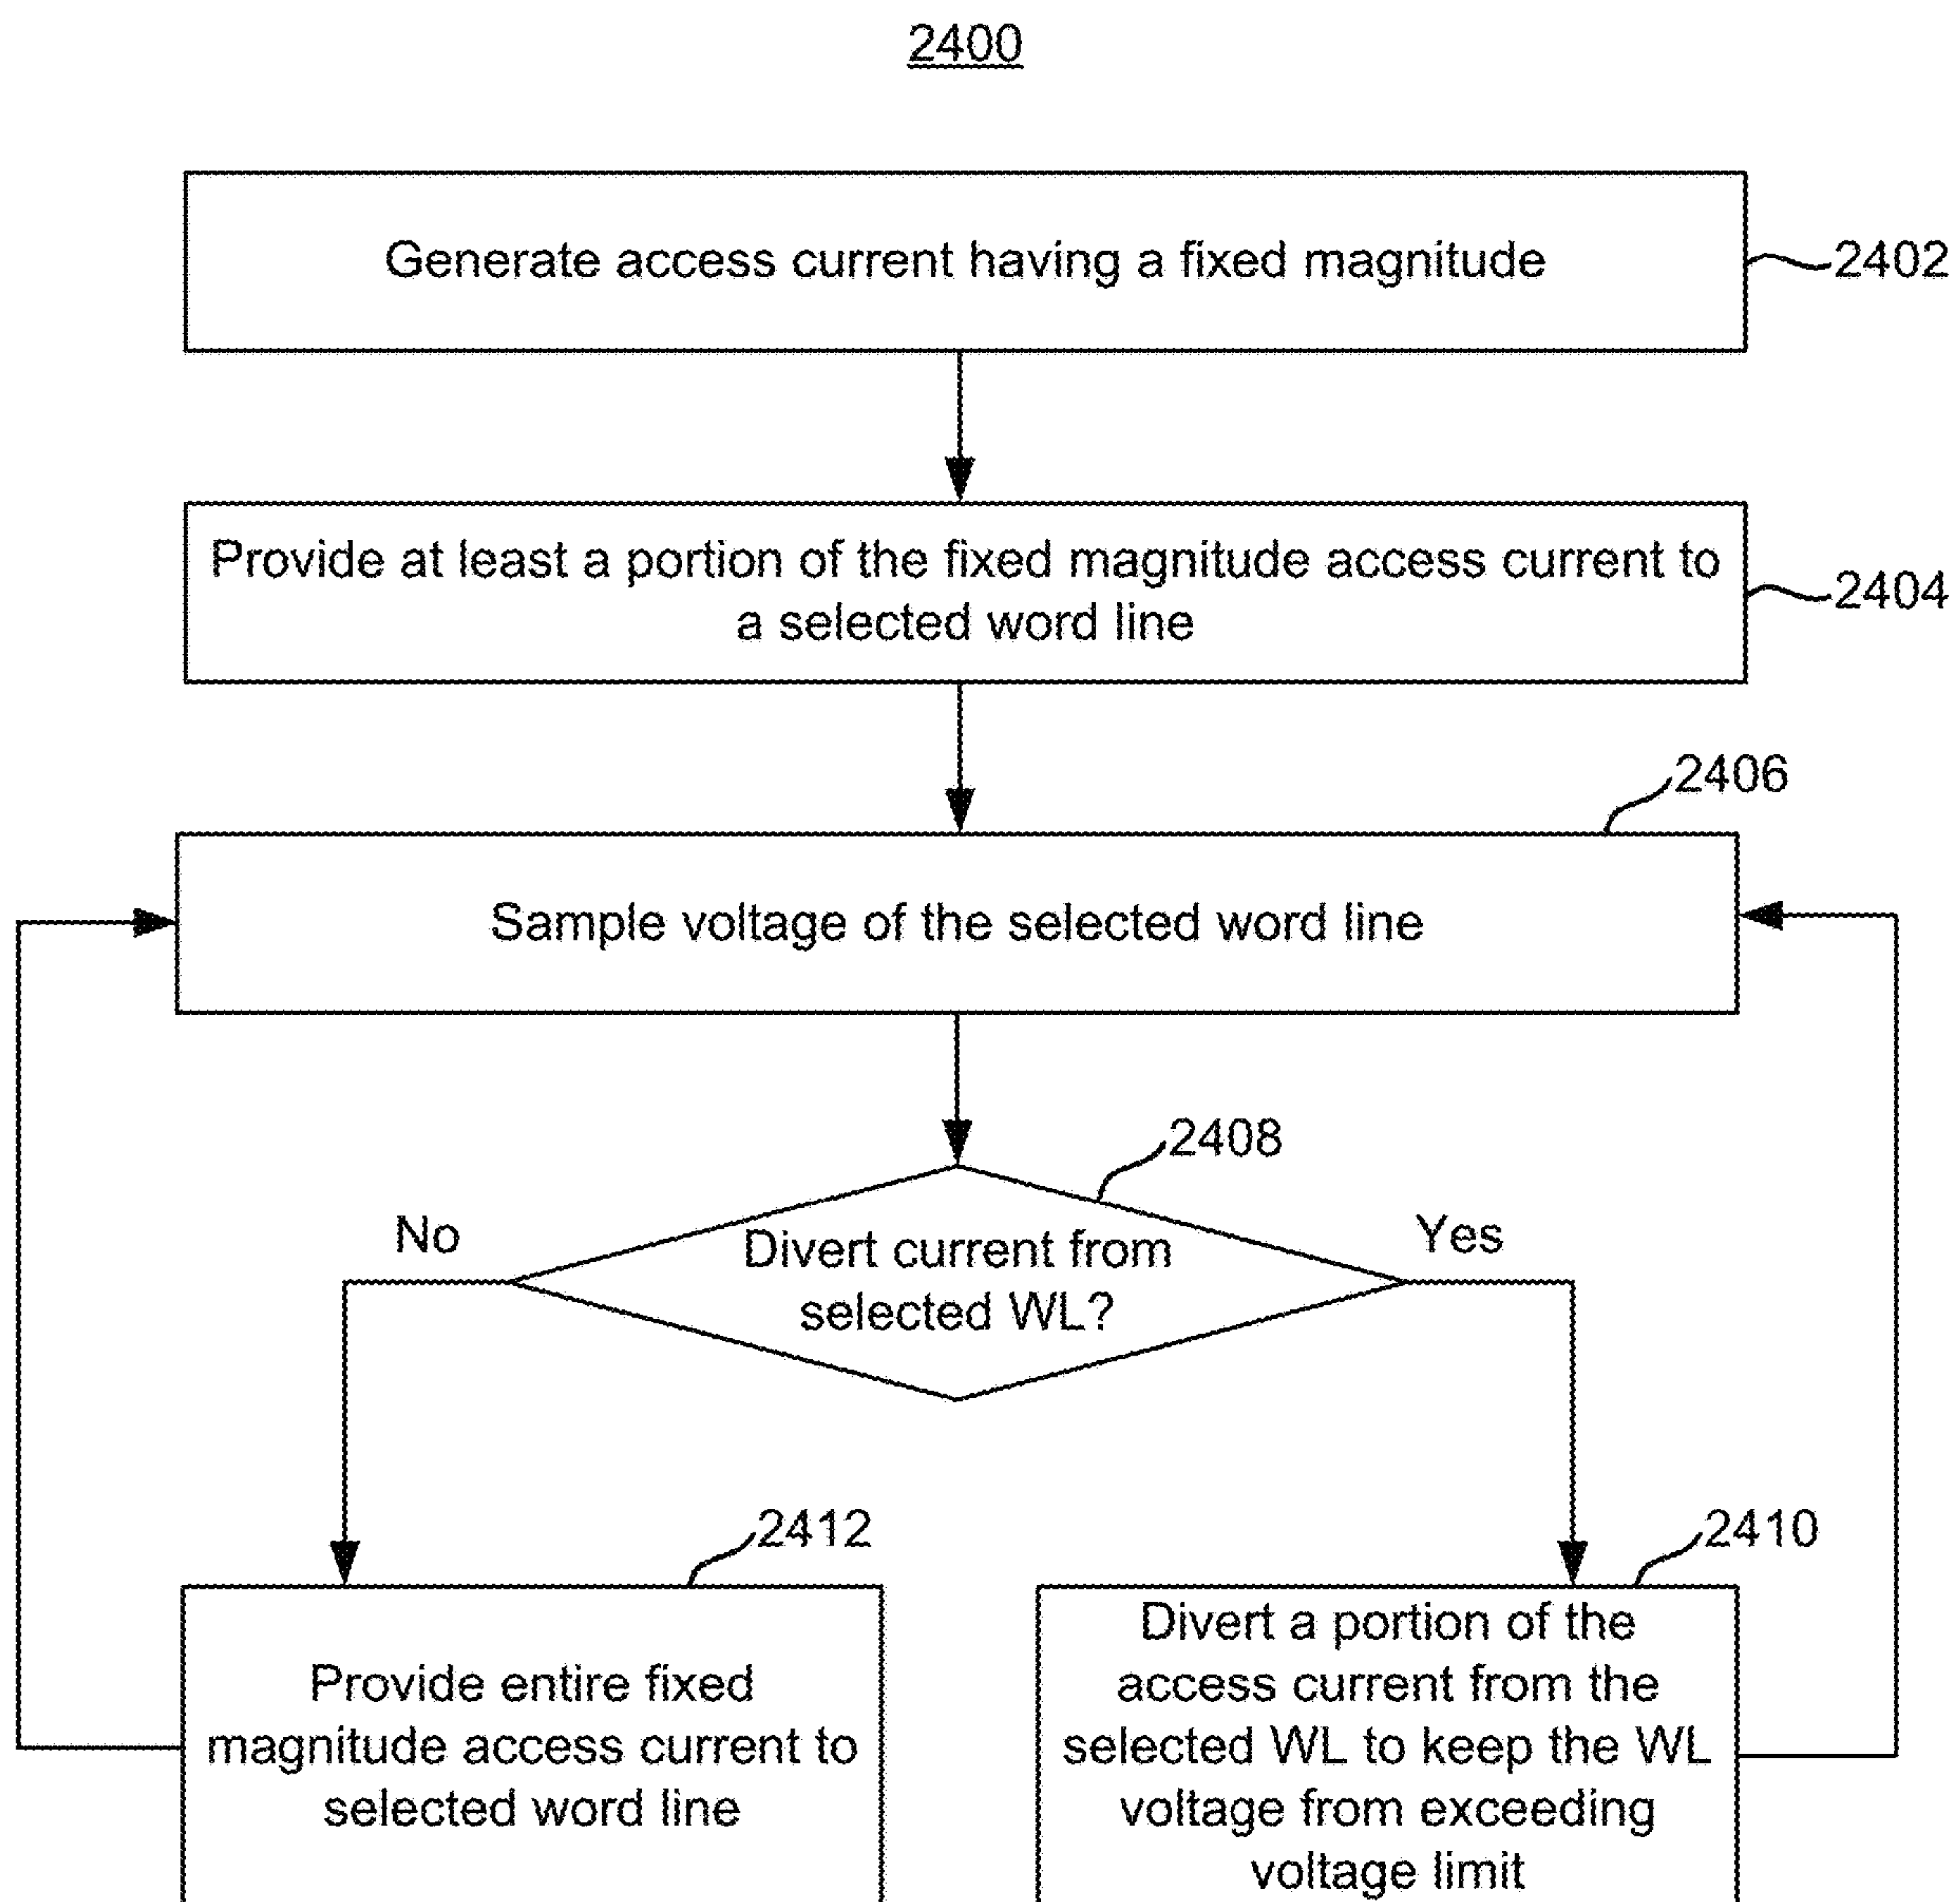 2400
Generate access current having a fixed magnitude
2402
Provide at least a portion of the fixed magnitude access current to
a selected word line
2404
2406
Sample voltage of the selected word line
2408
Divert current from
selected WL?
No
Yes
2412
Provide entire fixed
magnitude access current to
selected word line
2410
Divert a portion of the
access current from the
selected WL to keep the WL
voltage from exceeding
voltage limit